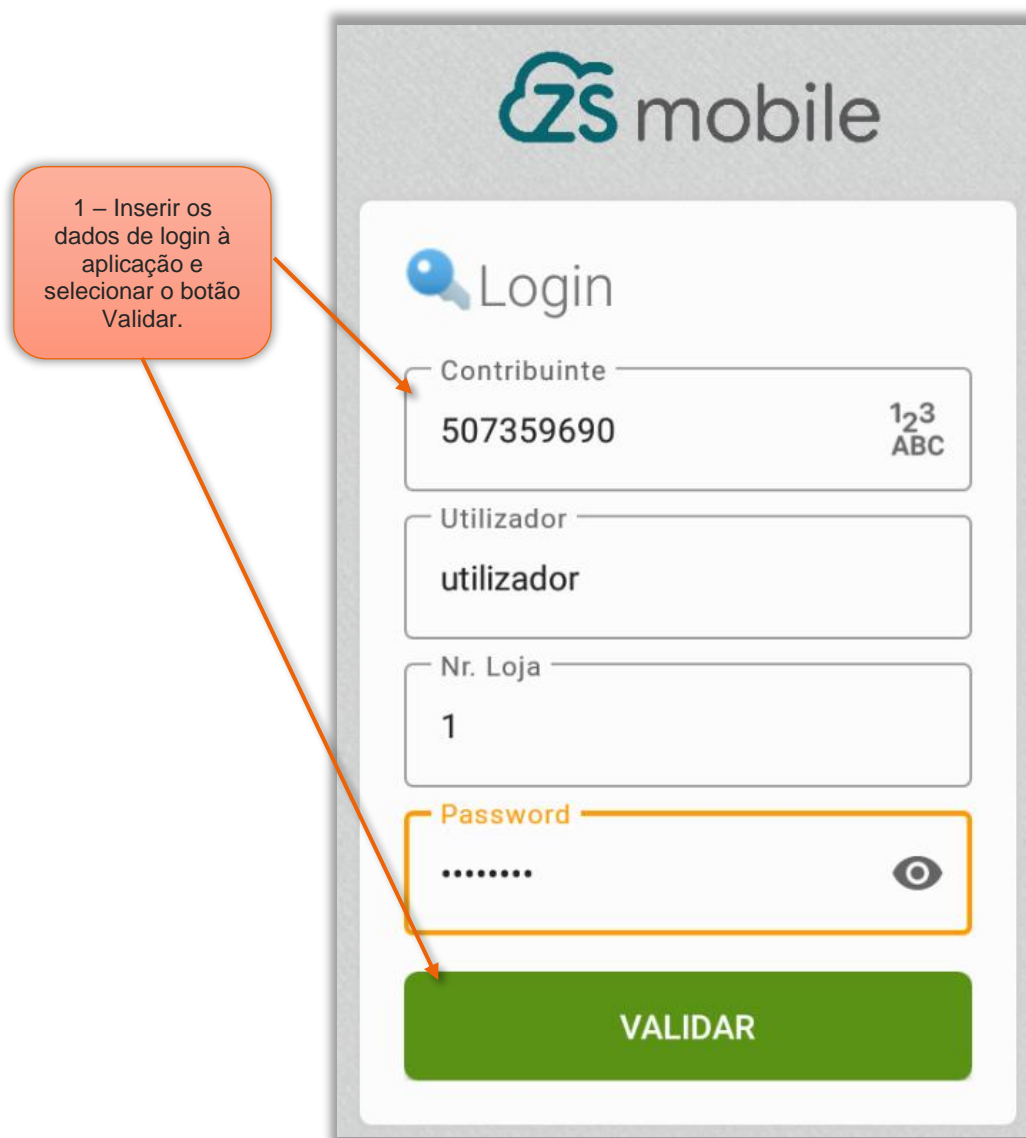 ZS mobile
1 – Inserir os
dados de login à
aplicação e
selecionar o botão
Validar.
Login
Contribuinte
507359690
123
ABC
Utilizador
utilizador
Nr. Loja
1
Password
••••••••
VALIDAR